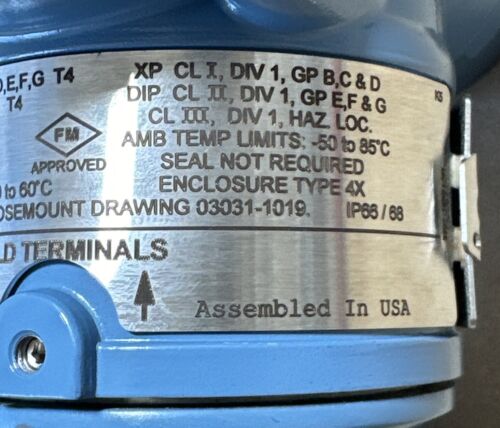 ,E,F,G T4 XP CL I, DIV 1, GP B,C & D K5
T4 DIP CL II, DIV 1, GP E,F & G
CL III, DIV 1, HAZ LOC.
FM AMB TEMP LIMITS: -50 to 85°C
APPROVED SEAL NOT REQUIRED
to 60°C ENCLOSURE TYPE 4X
OSEMOUNT DRAWING 03031-1019. IP66 / 68
LD TERMINALS
Assembled In USA